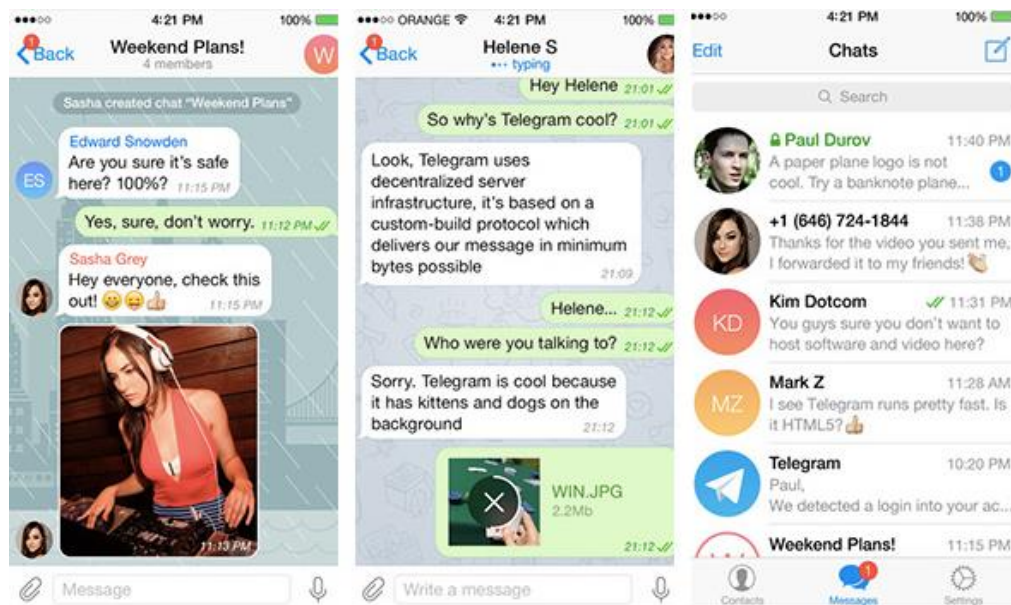 4:21 PM
100%
1
Back
Weekend Plans!
4 members
W
Sasha created chat "Weekend Plans"
Edward Snowden
Are you sure it's safe
here? 100%? 11:15 PM
ES
Yes, sure, don't worry. 11:12 PM
Sasha Grey
Hey everyone, check this
out! 😀😝👍 11:15 PM
11:13 PM
Message
ORANGE
4:21 PM
100%
1
Back
Helene S
typing
Hey Helene 21:01
So why's Telegram cool? 21:01
Look, Telegram uses
decentralized server
infrastructure, it's based on a
custom-build protocol which
delivers our message in minimum
bytes possible
21:09
Helene... 21:12
Who were you talking to? 21:12
Sorry. Telegram is cool because
it has kittens and dogs on the
background
21:12
WIN.JPG
2.2Mb
21:12
Write a message
4:21 PM
100%
Edit
Chats
Search
Paul Durov 11:40 PM
A paper plane logo is not
cool. Try a banknote plane...
1
+1 (646) 724-1844 11:38 PM
Thanks for the video you sent me,
I forwarded it to my friends! 👏
KD
Kim Dotcom 11:31 PM
You guys sure you don't want to
host software and video here?
MZ
Mark Z 11:28 AM
I see Telegram runs pretty fast. Is
it HTML5? 👍
Telegram 10:20 PM
Paul,
We detected a login into your ac...
Weekend Plans! 11:15 PM
1
Contacts
Messages
Settings